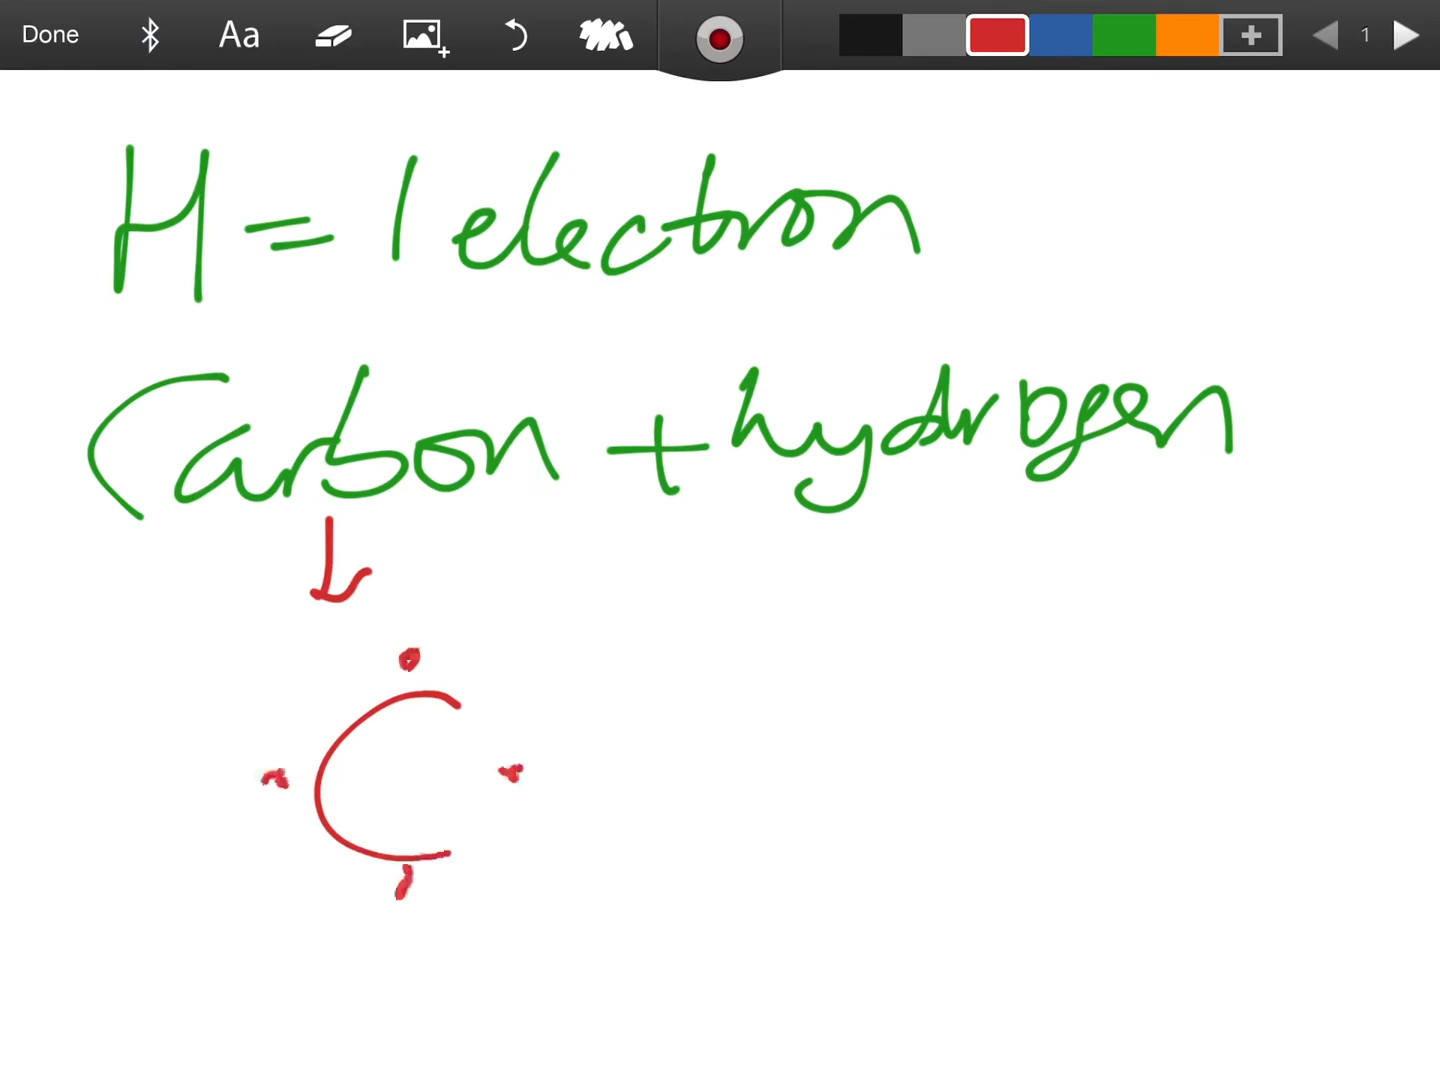 Done Aa 1
H = 1 electron
Carbon + hydrogen
C